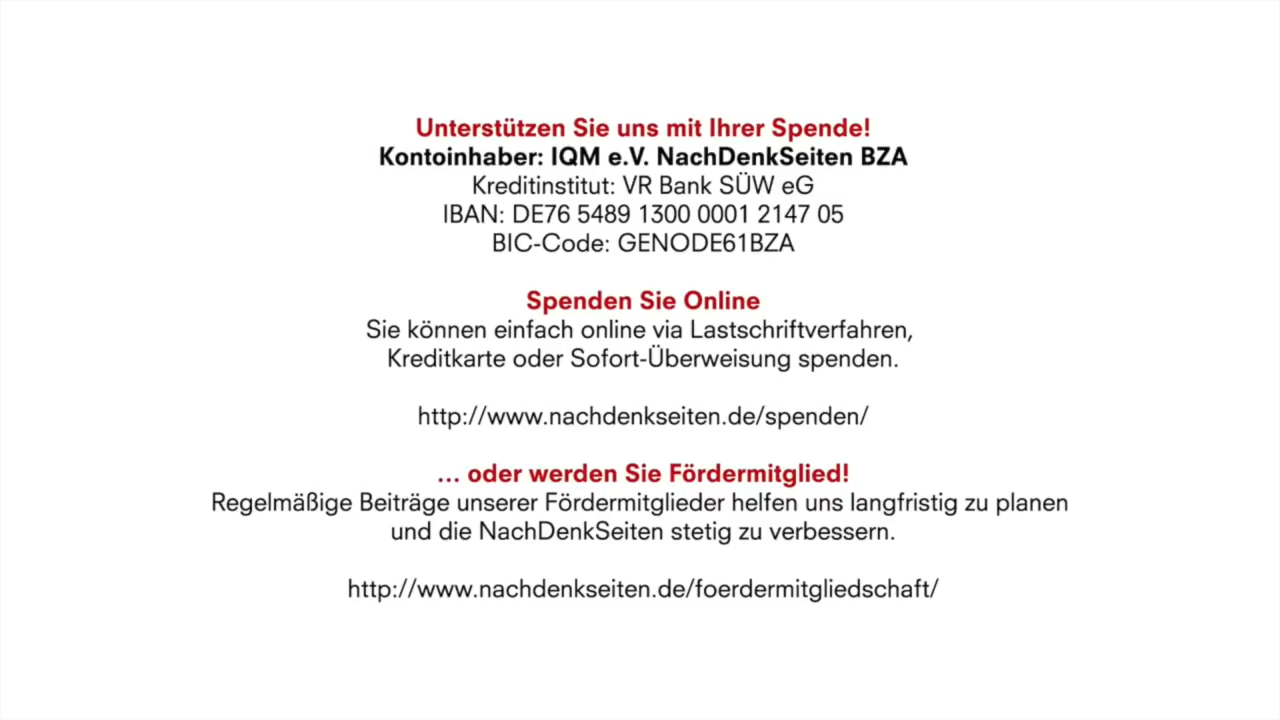 Unterstützen Sie uns mit Ihrer Spende!
Kontoinhaber: IQM e.V. NachDenkSeiten BZA
Kreditinstitut: VR Bank SÜW eG
IBAN: DE76 5489 1300 0001 2147 05
BIC-Code: GENODE61BZA
Spenden Sie Online
Sie können einfach online via Lastschriftverfahren,
Kreditkarte oder Sofort-Überweisung spenden.
http://www.nachdenkseiten.de/spenden/
... oder werden Sie Fördermitglied!
Regelmäßige Beiträge unserer Fördermitglieder helfen uns langfristig zu planen
und die NachDenkSeiten stetig zu verbessern.
http://www.nachdenkseiten.de/foerdermitgliedschaft/